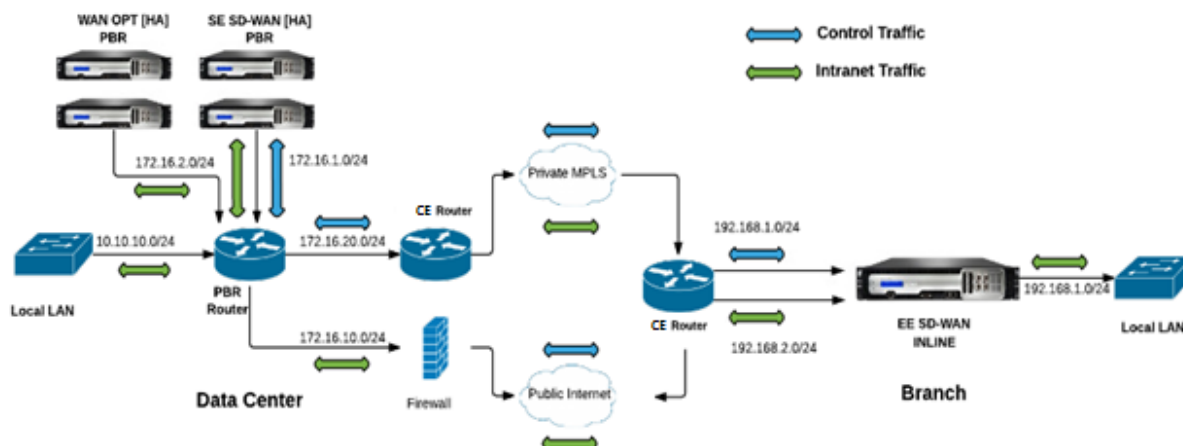 WAN OPT [HA]
PBR
SE SD-WAN [HA]
PBR
Control Traffic
Intranet Traffic
172.16.2.0/24
172.16.1.0/24
Private MPLS
CE Router
10.10.10.0/24
172.16.20.0/24
192.168.1.0/24
Local LAN
PBR
Router
CE Router
192.168.1.0/24
EE SD-WAN
INLINE
Local LAN
172.16.10.0/24
192.168.2.0/24
Data Center
Firewall
Public Internet
Branch